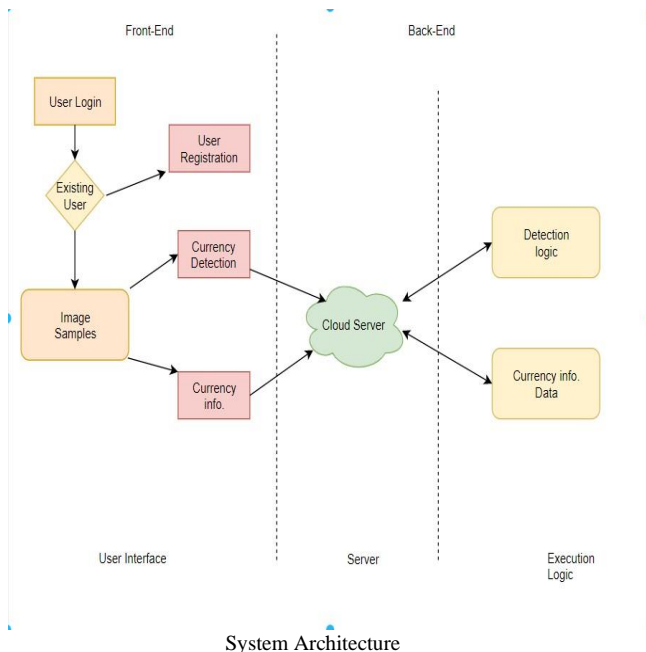 Front-End
Back-End
User Login
User
Registration
Existing
User
Currency
Detection
Detection
logic
Image
Samples
Cloud Server
Currency
info.
Currency info.
Data
User Interface
Server
Execution
Logic
System Architecture